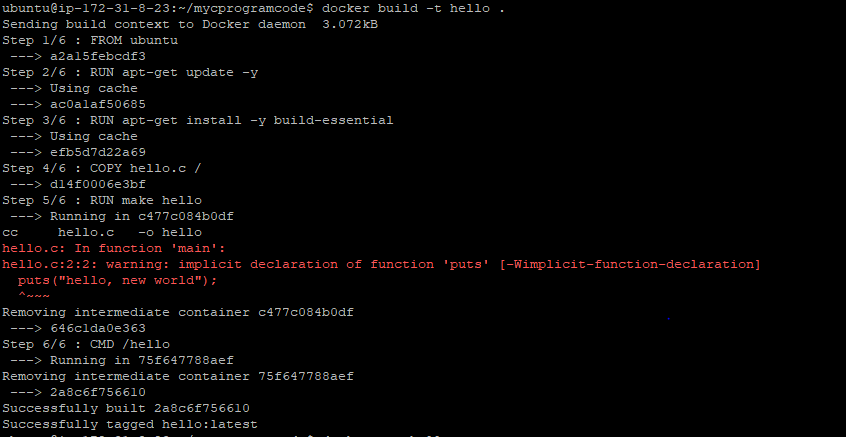 ubuntu@ip-172-31-8-23:~/mycprogramcode$ docker build -t hello .
Sending build context to Docker daemon  3.072kB
Step 1/6 : FROM ubuntu
 ---> a2a15febcdf3
Step 2/6 : RUN apt-get update -y
 ---> Using cache
 ---> ac0a1af50685
Step 3/6 : RUN apt-get install -y build-essential
 ---> Using cache
 ---> efb5d7d22a69
Step 4/6 : COPY hello.c /
 ---> d14f0006e3bf
Step 5/6 : RUN make hello
 ---> Running in c477c084b0df
cc     hello.c   -o hello
hello.c: In function 'main':
hello.c:2:2: warning: implicit declaration of function 'puts' [-Wimplicit-function-declaration]
  puts("hello, new world");
  ^~~~
Removing intermediate container c477c084b0df
 ---> 646c1da0e363
Step 6/6 : CMD /hello
 ---> Running in 75f647788aef
Removing intermediate container 75f647788aef
 ---> 2a8c6f756610
Successfully built 2a8c6f756610
Successfully tagged hello:latest